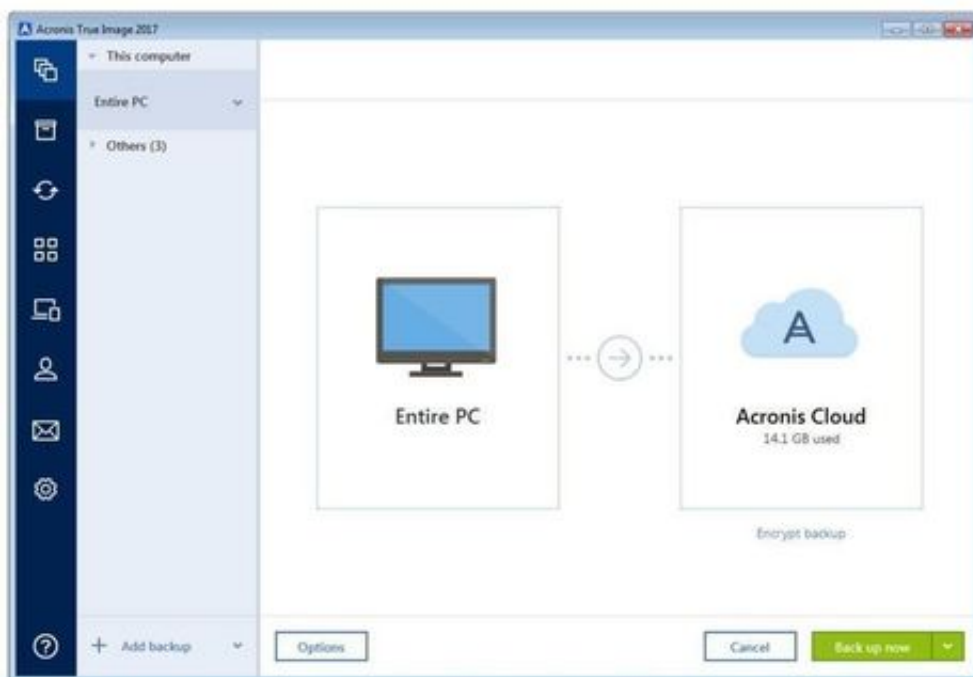 Acronis True Image 2017
This computer
Entire PC
Others (3)
Entire PC
Acronis Cloud
14.1 GB used
Encrypt backup
Add backup
Options
Cancel
Back up now